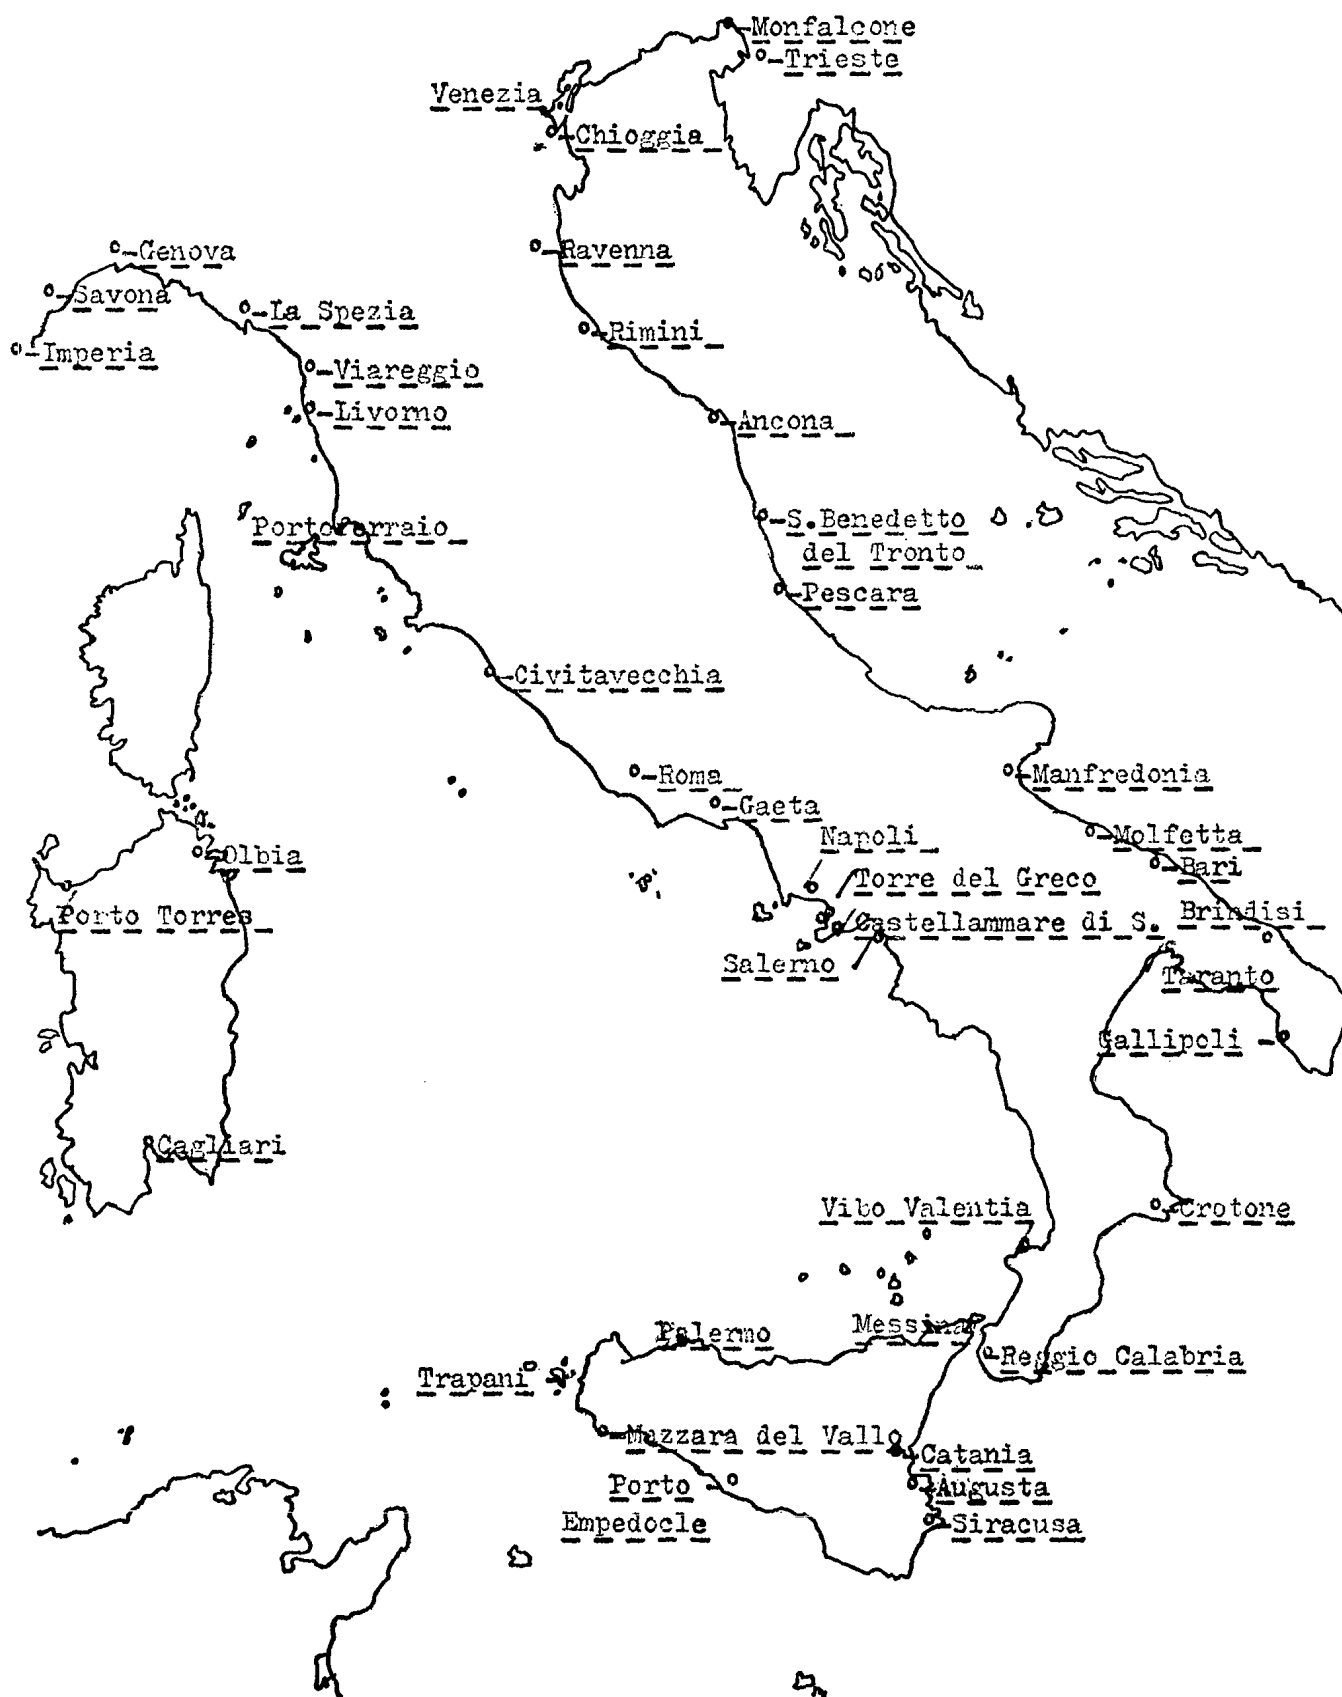 Monfalcone
Trieste
Venezia
Chioggia
Genova
Ravenna
Savona
La Spezia
Rimini
Imperia
Viareggio
Livorno
Ancona
Portoferraio
S.Benedetto
del Tronto
Pescara
Civitavecchia
Roma
Manfredonia
Gaeta
Napoli
Molfetta
Olbia
Bari
Torre del Greco
Porto Torres
Castellammare di S.
Brindisi
Salerno
Taranto
Gallipoli
Cagliari
Vibo Valentia
Crotone
Palermo
Messina
Reggio Calabria
Trapani
Mazzara del Vallo
Catania
Porto
Empedocle
Augusta
Siracusa